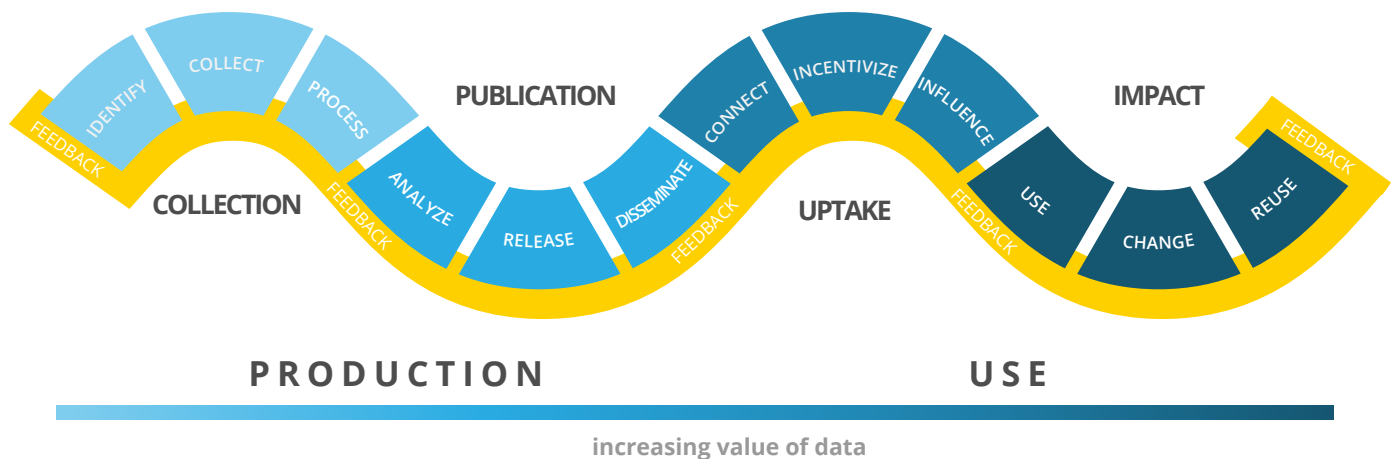 FEEDBACK
IDENTIFY
COLLECT
PROCESS
COLLECTION
FEEDBACK
PUBLICATION
ANALYZE
RELEASE
DISSEMINATE
FEEDBACK
CONNECT
INCENTIVIZE
INFLUENCE
UPTAKE
FEEDBACK
IMPACT
USE
CHANGE
REUSE
FEEDBACK
PRODUCTION
USE
increasing value of data